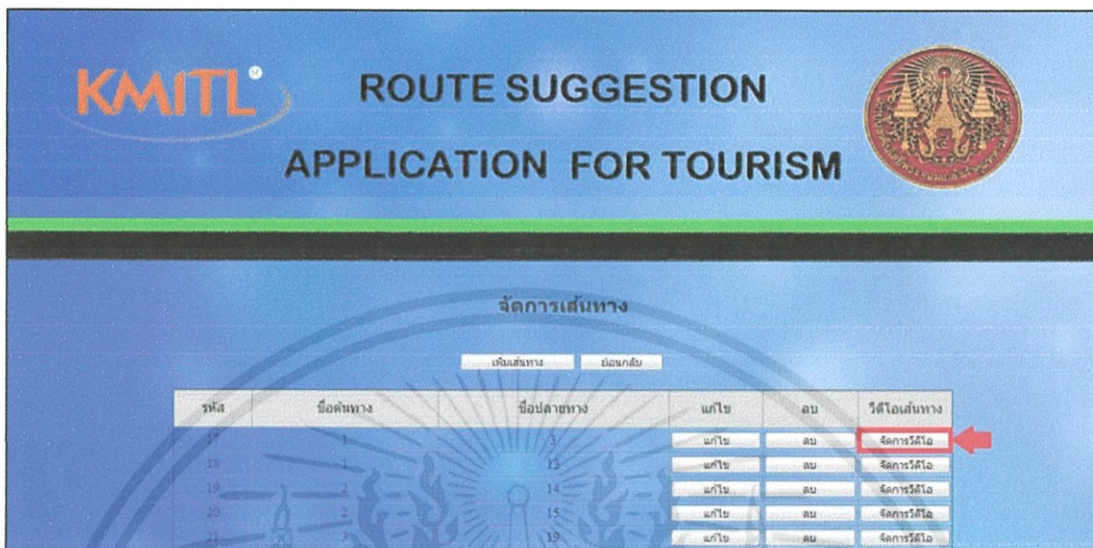 KMITL® ROUTE SUGGESTION
APPLICATION FOR TOURISM
จัดการเส้นทาง
เพิ่มเส้นทาง ย้อนกลับ
รหัส ชื่อต้นทาง ชื่อปลายทาง แก้ไข ลบ วีดีโอเส้นทาง
17 1 3 แก้ไข ลบ จัดการวีดีโอ
18 1 13 แก้ไข ลบ จัดการวีดีโอ
19 2 14 แก้ไข ลบ จัดการวีดีโอ
20 2 15 แก้ไข ลบ จัดการวีดีโอ
21 3 19 แก้ไข ลบ จัดการวีดีโอ